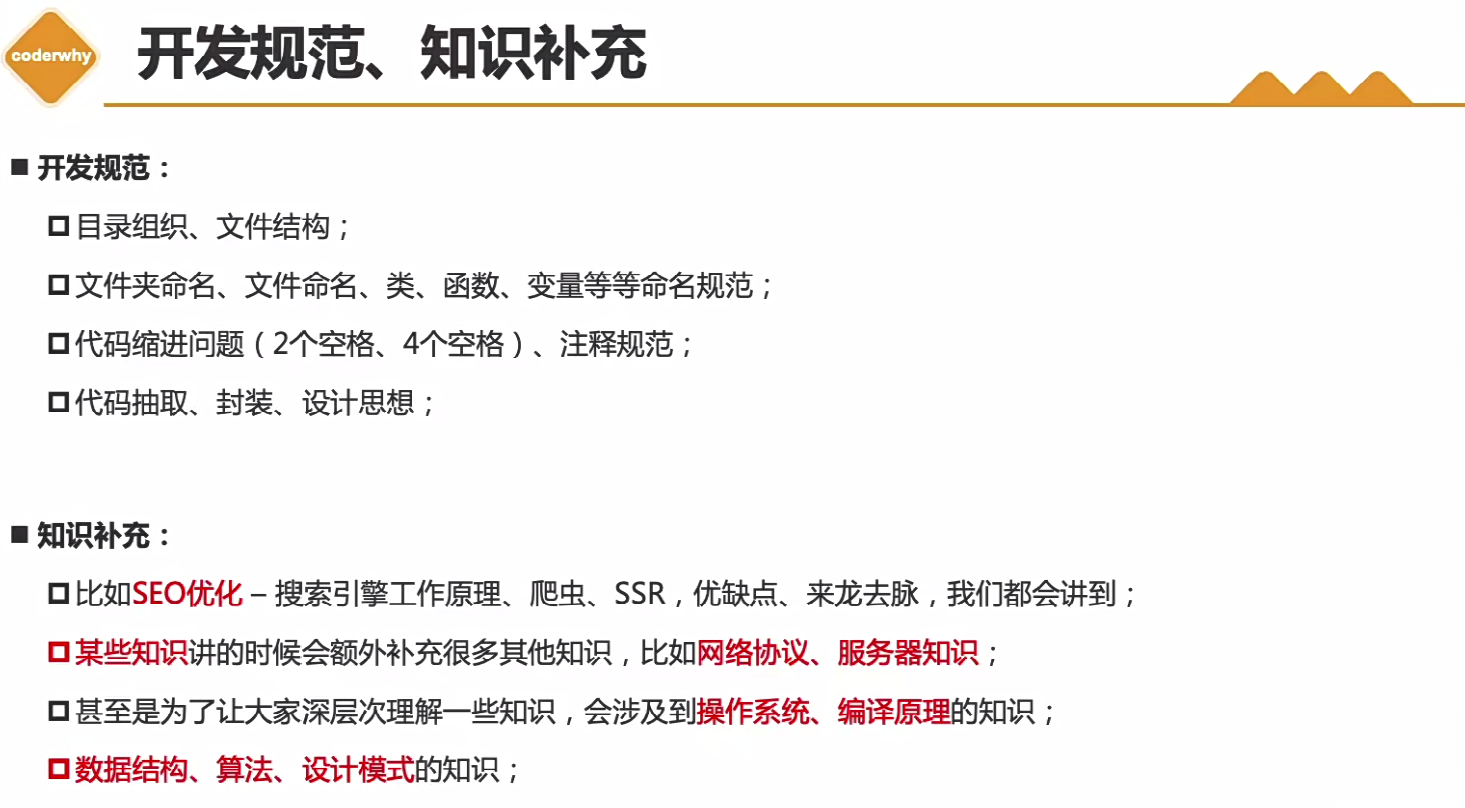 coderwhy
开发规范、知识补充
开发规范：
目录组织、文件结构；
文件夹命名、文件命名、类、函数、变量等等命名规范；
代码缩进问题（2个空格、4个空格）、注释规范；
代码抽取、封装、设计思想；
知识补充：
比如SEO优化 – 搜索引擎工作原理、爬虫、SSR，优缺点、来龙去脉，我们都会讲到；
某些知识讲的时候会额外补充很多其他知识，比如网络协议、服务器知识；
甚至是为了让大家深层次理解一些知识，会涉及到操作系统、编译原理的知识；
数据结构、算法、设计模式的知识；